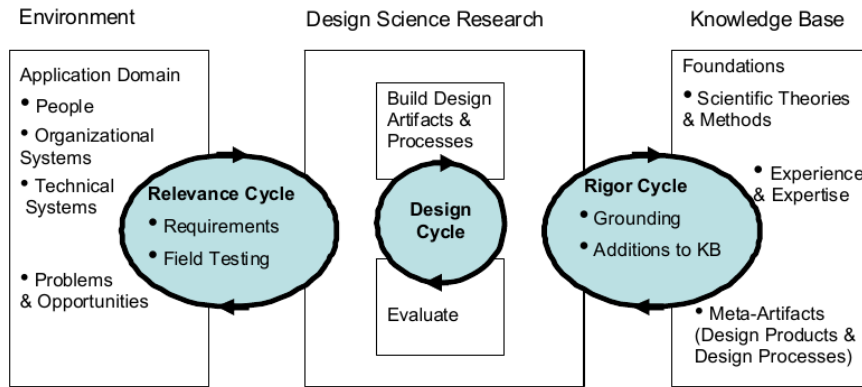 Environment
Design Science Research
Knowledge Base
Application Domain
• People
• Organizational
Systems
• Technical
Systems
• Problems
& Opportunities
Relevance Cycle
• Requirements
• Field Testing
Build Design
Artifacts &
Processes
Design
Cycle
Evaluate
Rigor Cycle
• Grounding
• Additions to KB
Foundations
• Scientific Theories
& Methods
• Experience
& Expertise
• Meta-Artifacts
(Design Products &
Design Processes)